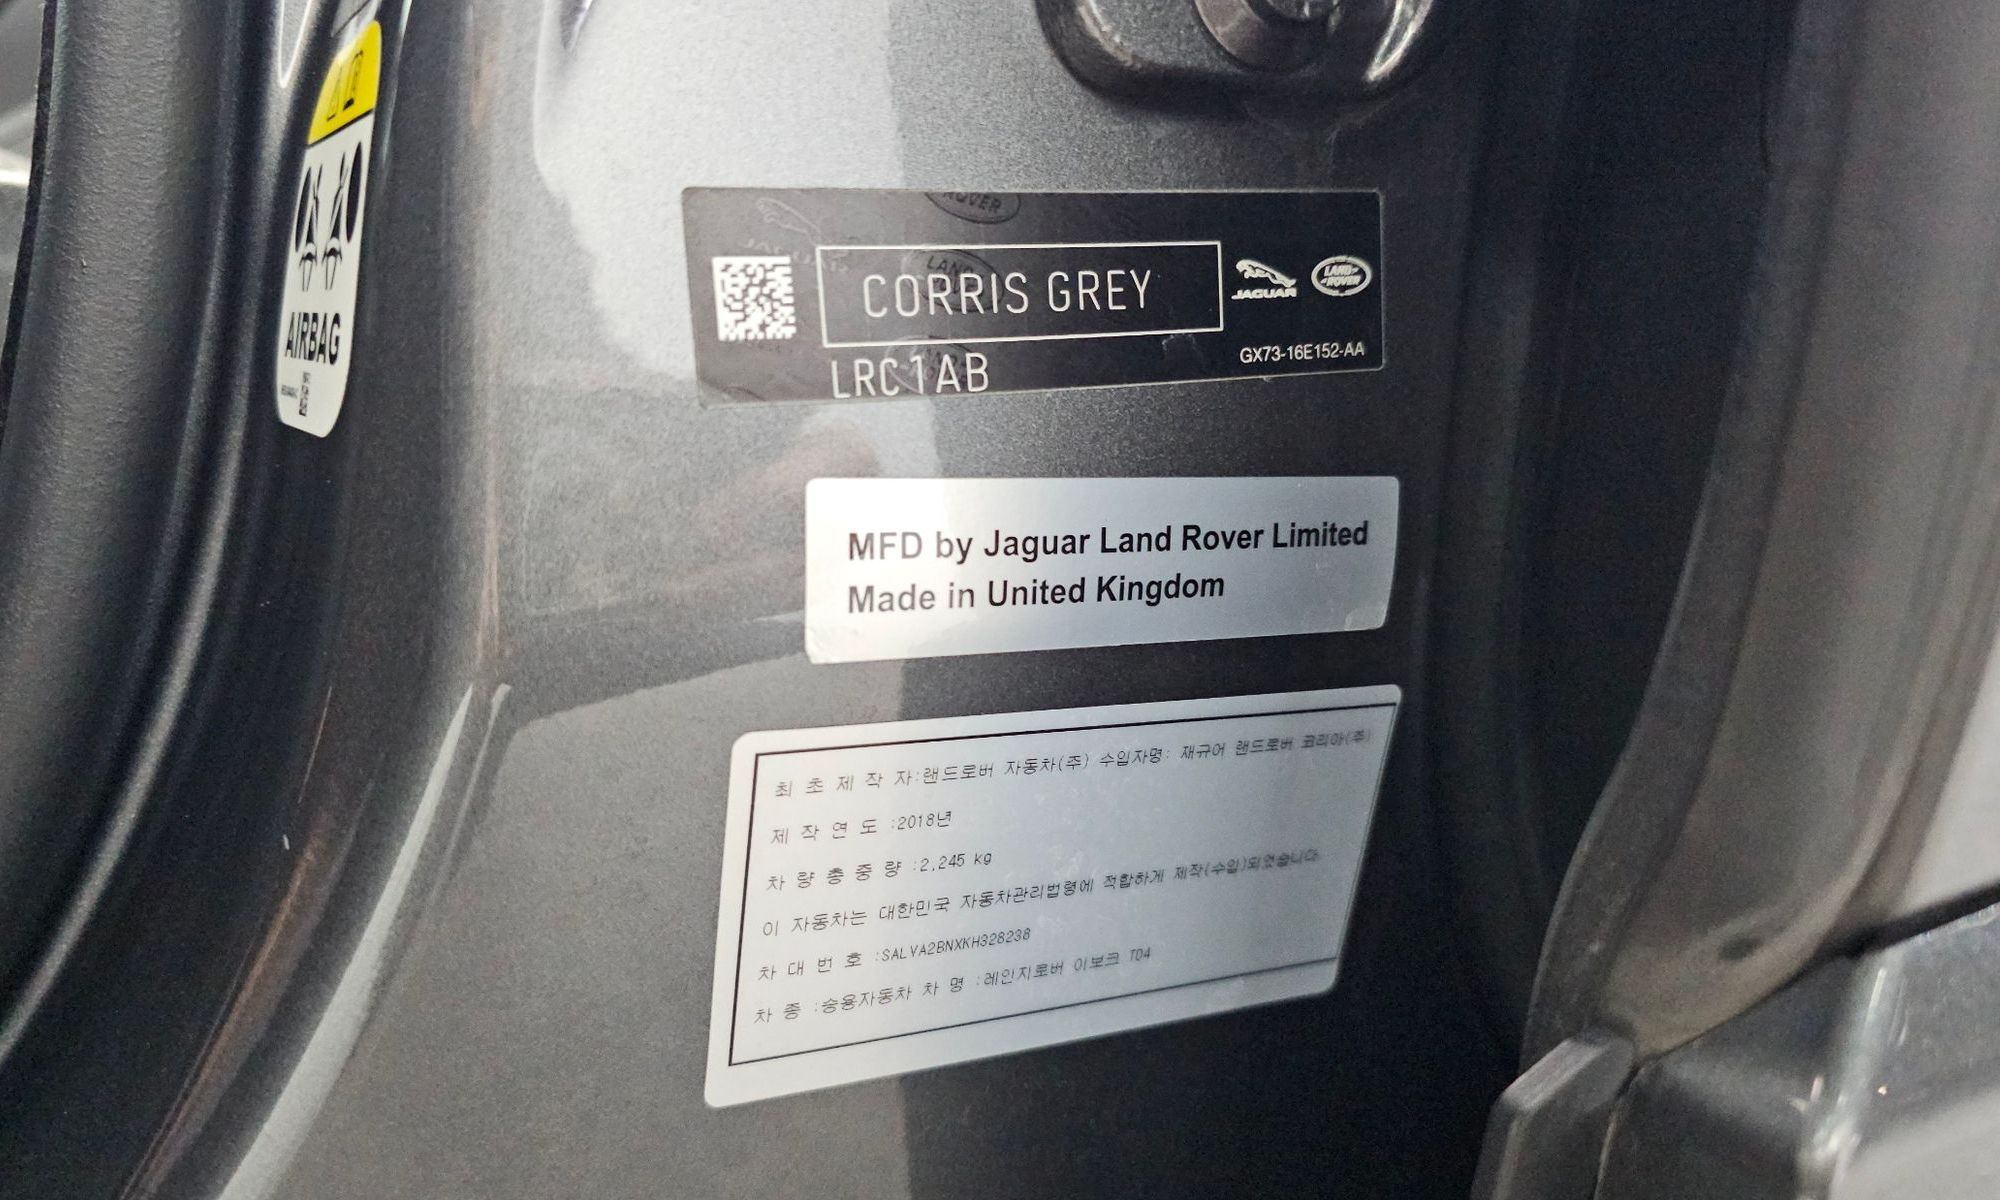 AIRBAG
CORRIS GREY
JAGUAR
LAND ROVER
LRC1AB
GX73-16E152-AA
MFD by Jaguar Land Rover Limited
Made in United Kingdom
최 초 제 작 자:랜드로버 자동차(주) 수입자명: 재규어 랜드로버 코리아(주)
제 작 연 도 :2018년
차 량 총 중 량 :2,245 kg
이 자동차는 대한민국 자동차관리법령에 적합하게 제작(수입)되었습니다
차 대 번 호 :SALVA2BNXKH328238
차 종 :승용자동차 차 명 :레인지로버 이보크 TD4